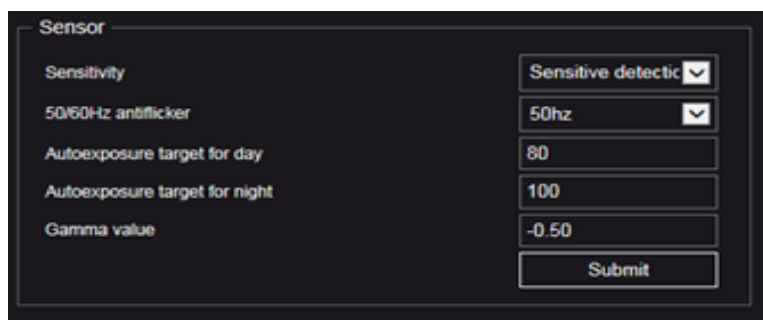 Sensor
Sensitivity Sensitive detectic
50/60Hz antiflicker 50hz
Autoexposure target for day 80
Autoexposure target for night 100
Gamma value -0.50
Submit